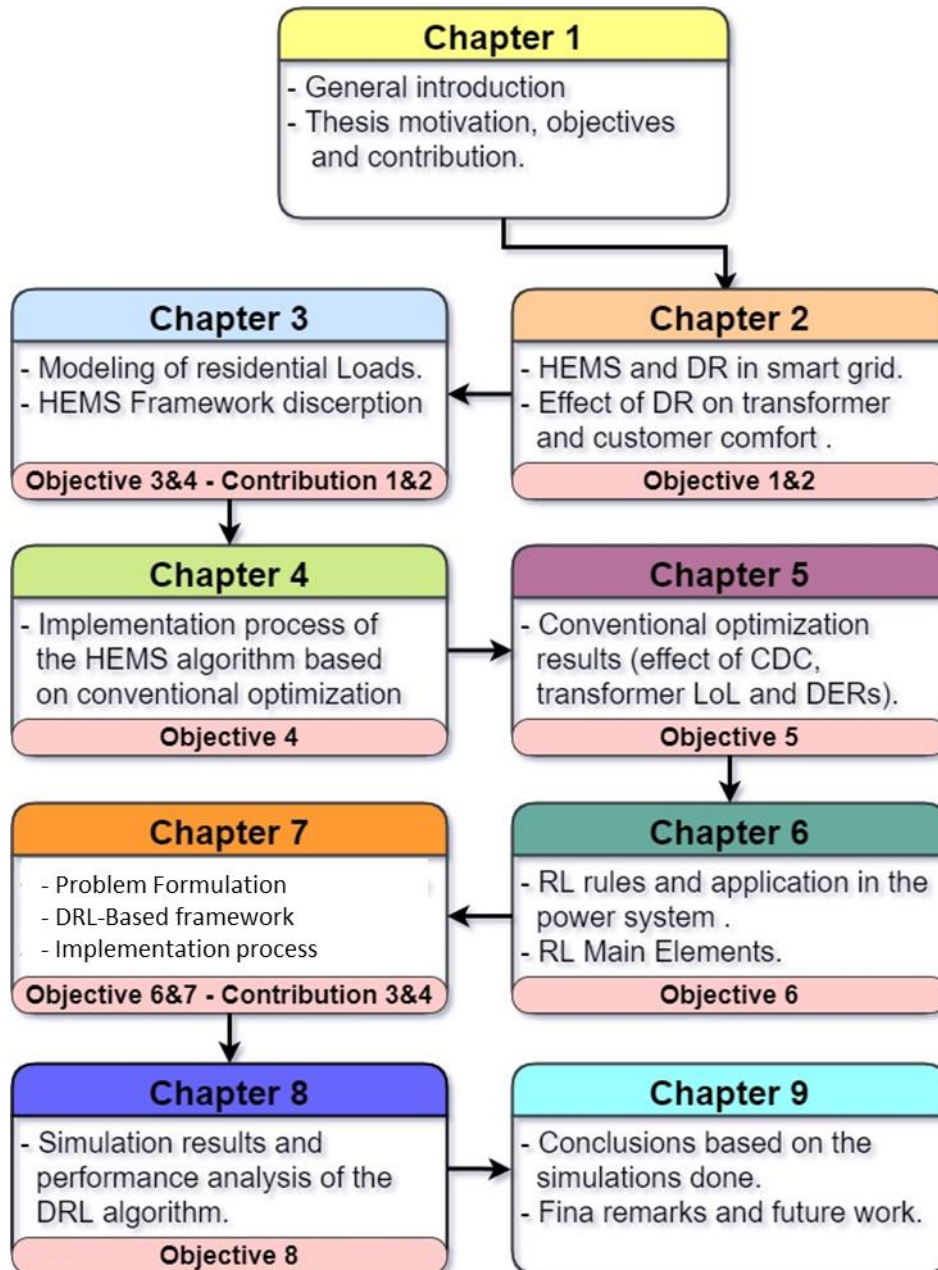 Chapter 1
- General introduction
- Thesis motivation, objectives
and contribution.
Chapter 2
- HEMS and DR in smart grid.
- Effect of DR on transformer
and customer comfort .
Objective 1&2
Chapter 3
- Modeling of residential Loads.
- HEMS Framework discerption
Objective 3&4 - Contribution 1&2
Chapter 4
- Implementation process of
the HEMS algorithm based
on conventional optimization
Objective 4
Chapter 5
- Conventional optimization
results (effect of CDC,
transformer LoL and DERs).
Objective 5
Chapter 6
- RL rules and application in the
power system .
- RL Main Elements.
Objective 6
Chapter 7
- Problem Formulation
- DRL-Based framework
- Implementation process
Objective 6&7 - Contribution 3&4
Chapter 8
- Simulation results and
performance analysis of the
DRL algorithm.
Objective 8
Chapter 9
- Conclusions based on the
simulations done.
- Fina remarks and future work.